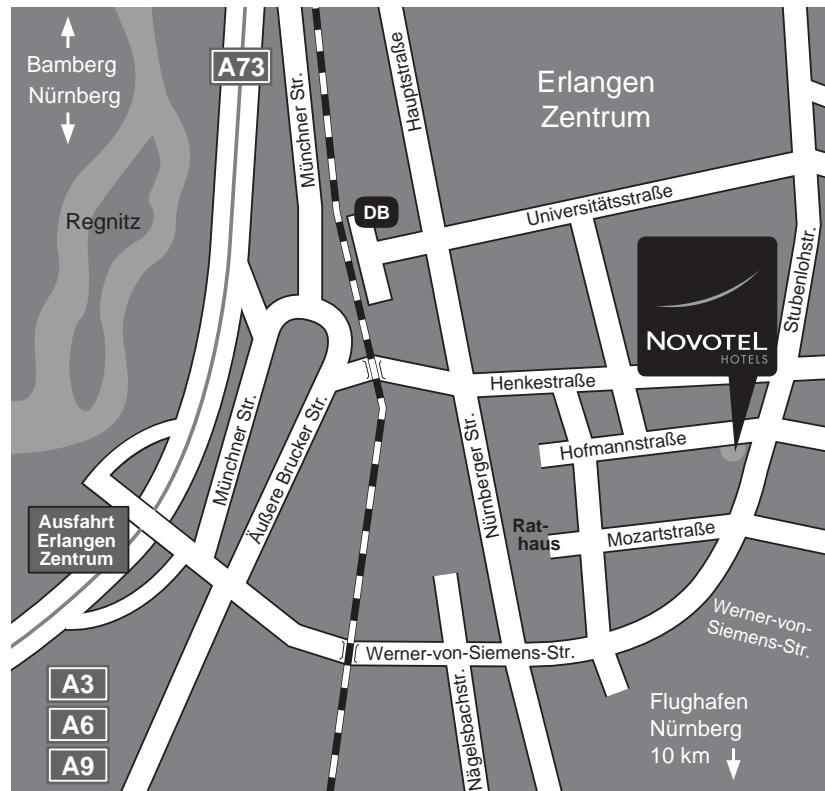 Bamberg
Nürnberg
A73
Münchner Str.
Hauptstraße
Erlangen
Zentrum
DB
Universitätsstraße
Regnitz
Stubenlohstr.
NOVOTEL
HOTELS
Henkestraße
Münchner Str.
Äußere Brucker Str.
Nürnberger Str.
Hofmannstraße
Ausfahrt
Erlangen
Zentrum
Rat-
haus
Mozartstraße
Werner-von-
Siemens-Str.
Werner-von-Siemens-Str.
Nägelsbachstr.
A3
A6
A9
Flughafen
Nürnberg
10 km